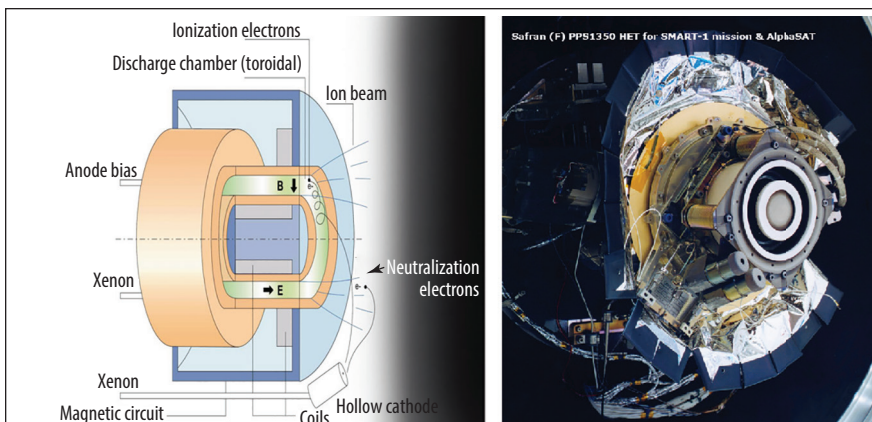 Ionization electrons
Discharge chamber (toroidal)
Ion beam
Anode bias
B
e-
Neutralization
electrons
e-
Xenon
E
Xenon
Magnetic circuit
Coils
Hollow cathode
Safran (F) PPS1350 HET for SMART-1 mission & AlphaSAT